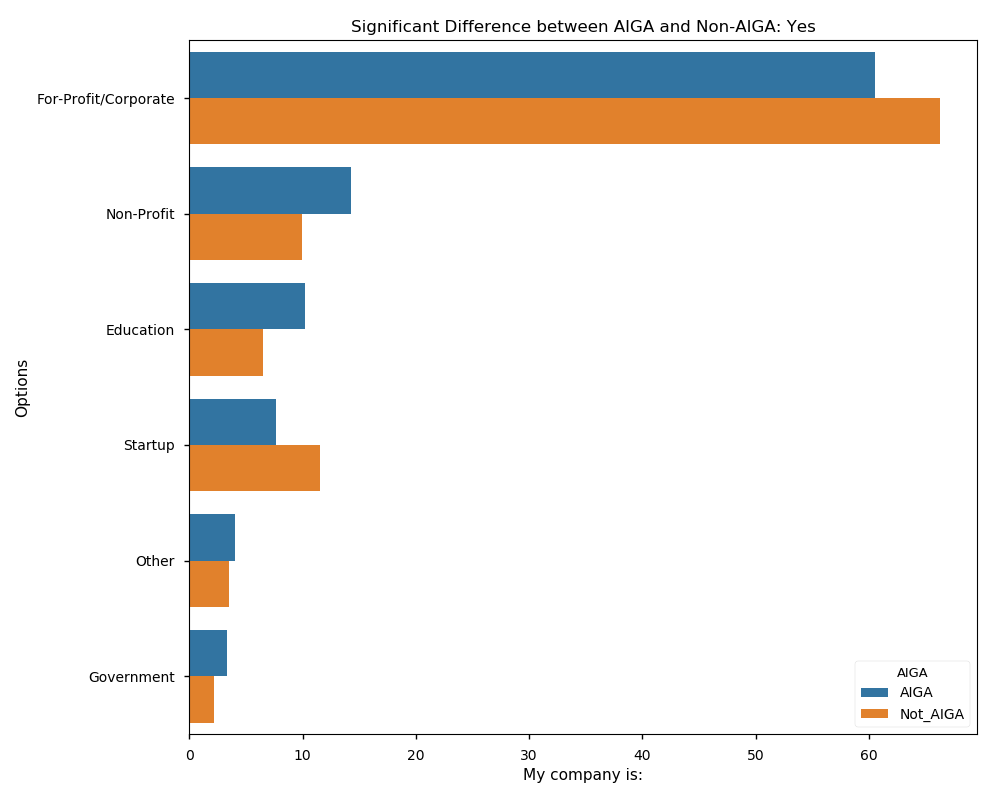 Significant Difference between AIGA and Non-AIGA: Yes
Options
For-Profit/Corporate
Non-Profit
Education
Startup
Other
Government
AIGA
AIGA
Not_AIGA
0 10 20 30 40 50 60
My company is: